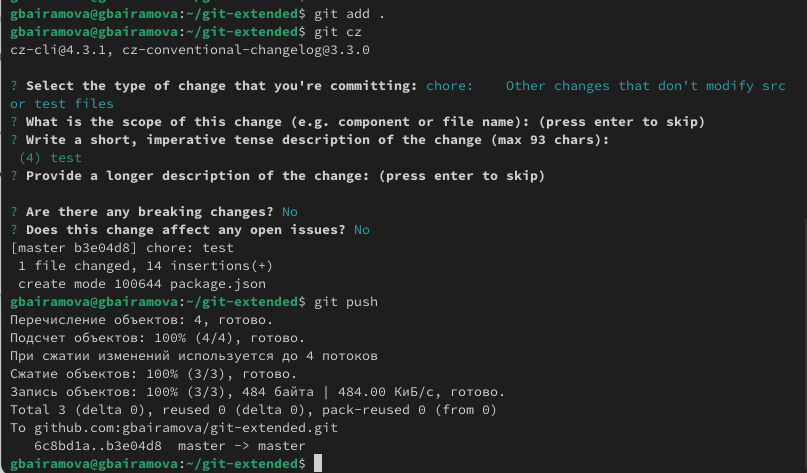 gbairamova@gbairamova:~/git-extended$ git add .
gbairamova@gbairamova:~/git-extended$ git cz
cz-cli@4.3.1, cz-conventional-changelog@3.3.0
? Select the type of change that you're committing: chore:    Other changes that don't modify src
or test files
? What is the scope of this change (e.g. component or file name): (press enter to skip)
? Write a short, imperative tense description of the change (max 93 chars):
 (4) test
? Provide a longer description of the change: (press enter to skip)
? Are there any breaking changes? No
? Does this change affect any open issues? No
[master b3e04d8] chore: test
 1 file changed, 14 insertions(+)
 create mode 100644 package.json
gbairamova@gbairamova:~/git-extended$ git push
Перечисление объектов: 4, готово.
Подсчет объектов: 100% (4/4), готово.
При сжатии изменений используется до 4 потоков
Сжатие объектов: 100% (3/3), готово.
Запись объектов: 100% (3/3), 484 байта | 484.00 КиБ/с, готово.
Total 3 (delta 0), reused 0 (delta 0), pack-reused 0 (from 0)
To github.com:gbairamova/git-extended.git
   6c8bd1a..b3e04d8  master -> master
gbairamova@gbairamova:~/git-extended$